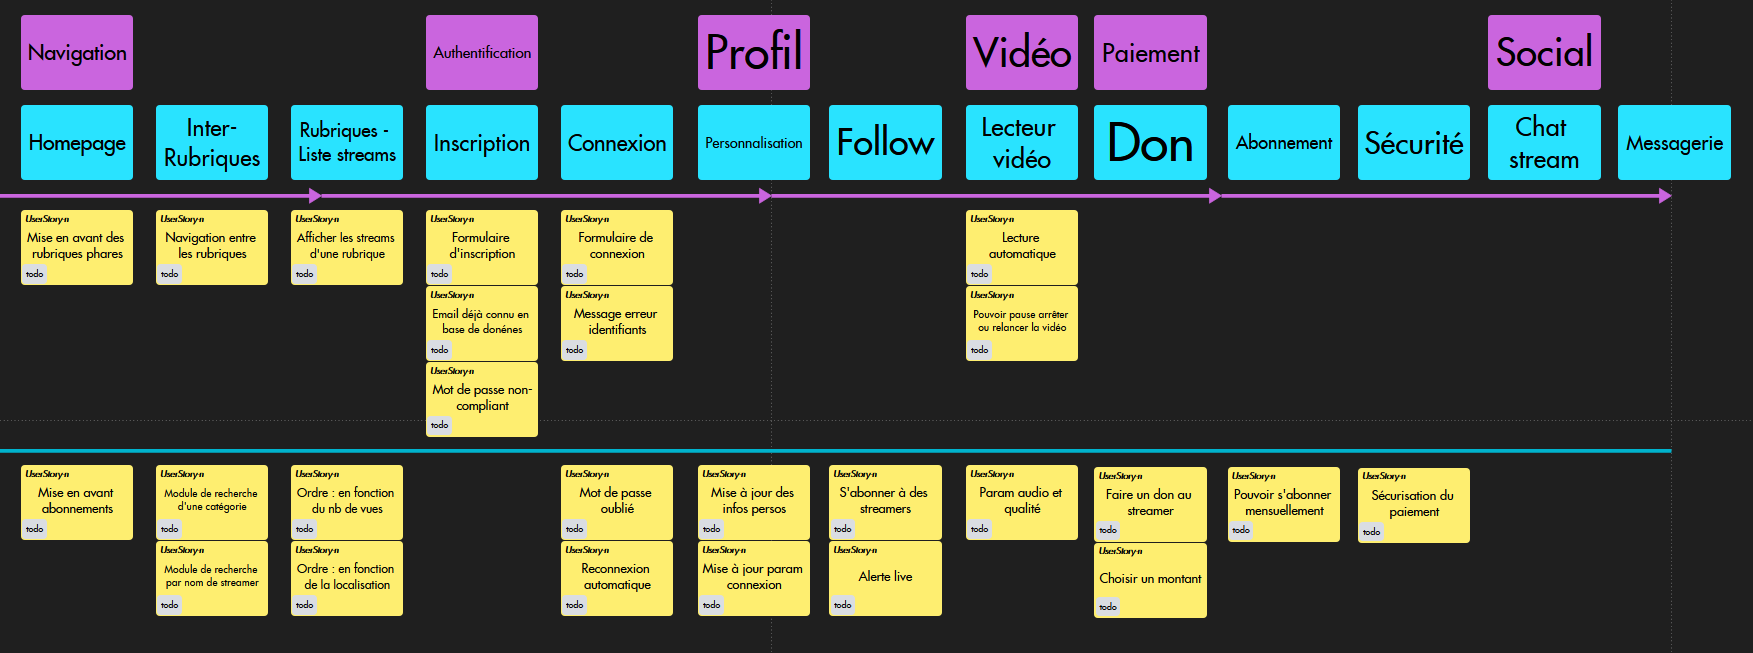 Navigation
Authentification
Profil
Vidéo
Paiement
Social
Homepage
Inter-
Rubriques
Rubriques -
Liste streams
Inscription
Connexion
Personnalisation
Follow
Lecteur
vidéo
Don
Abonnement
Sécurité
Chat
stream
Messagerie
UserStory-n
Mise en avant des
rubriques phares
todo
UserStory-n
Navigation entre
les rubriques
todo
UserStory-n
Afficher les streams
d'une rubrique
todo
UserStory-n
Formulaire
d'inscription
todo
UserStory-n
Formulaire de
connexion
todo
UserStory-n
Lecture
automatique
todo
UserStory-n
Email déjà connu en
base de donénes
todo
UserStory-n
Message erreur
identifiants
todo
UserStory-n
Pouvoir pause arrêter
ou relancer la vidéo
todo
UserStory-n
Mot de passe non-
compliant
todo
UserStory-n
Mise en avant
abonnements
todo
UserStory-n
Module de recherche
d'une catégorie
todo
UserStory-n
Ordre : en fonction
du nb de vues
todo
UserStory-n
Mot de passe
oublié
todo
UserStory-n
Mise à jour des
infos persos
todo
UserStory-n
S'abonner à des
streamers
todo
UserStory-n
Param audio et
qualité
todo
UserStory-n
Faire un don au
streamer
todo
UserStory-n
Pouvoir s'abonner
mensuellement
todo
UserStory-n
Sécurisation du
paiement
todo
UserStory-n
Module de recherche
par nom de streamer
todo
UserStory-n
Ordre : en fonction
de la localisation
todo
UserStory-n
Reconnexion
automatique
todo
UserStory-n
Mise à jour param
connexion
todo
UserStory-n
Alerte live
todo
UserStory-n
Choisir un montant
todo